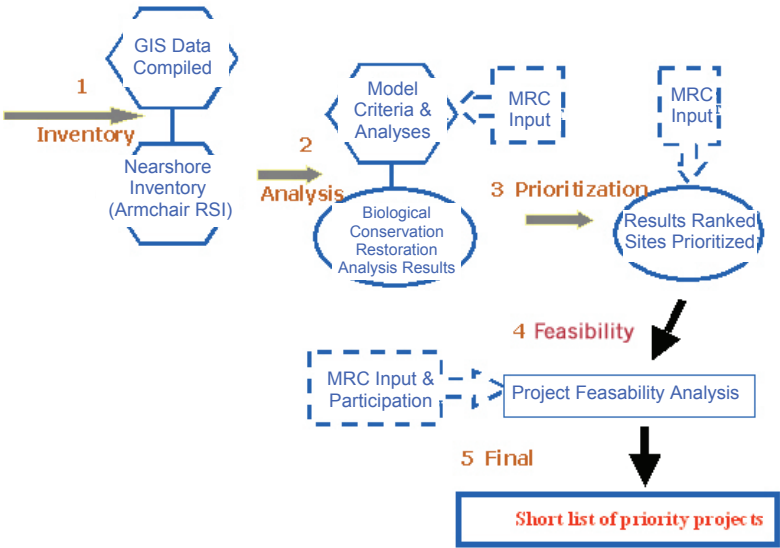 GIS Data
Compiled
1
Inventory
Nearshore
Inventory
(Armchair RSI)
2
Analysis
Model
Criteria &
Analyses
MRC
Input
Biological
Conservation
Restoration
Analysis Results
3 Prioritization
MRC
Input
Results Ranked
Sites Prioritized
4 Feasibility
MRC Input &
Participation
Project Feasability Analysis
5 Final
Short list of priority projects